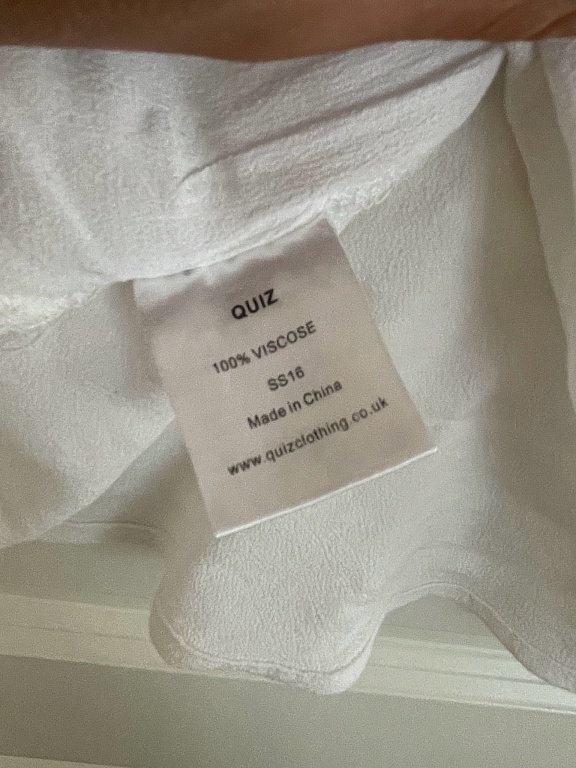 QUIZ
100% VISCOSE
SS16
Made in China
www.quizclothing.co.uk